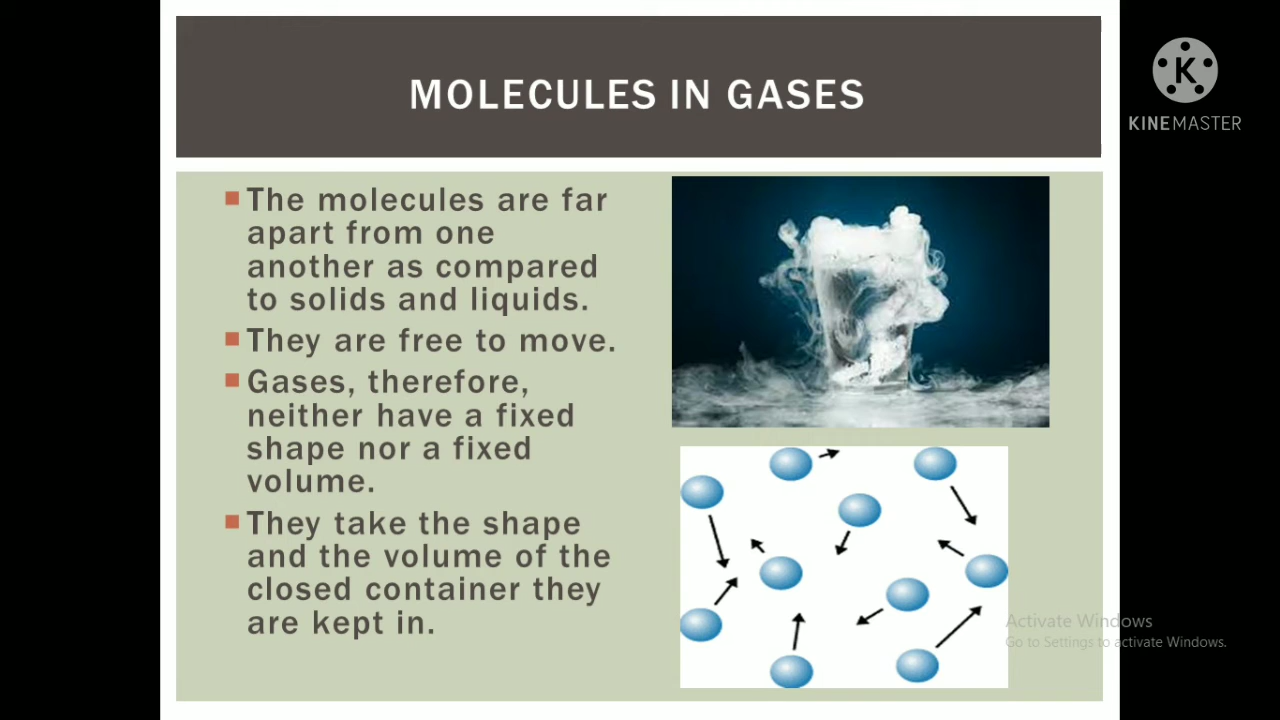 MOLECULES IN GASES
K
KINEMASTER
The molecules are far
apart from one
another as compared
to solids and liquids.
They are free to move.
Gases, therefore,
neither have a fixed
shape nor a fixed
volume.
They take the shape
and the volume of the
closed container they
are kept in.
Activate Windows
Go to Settings to activate Windows.